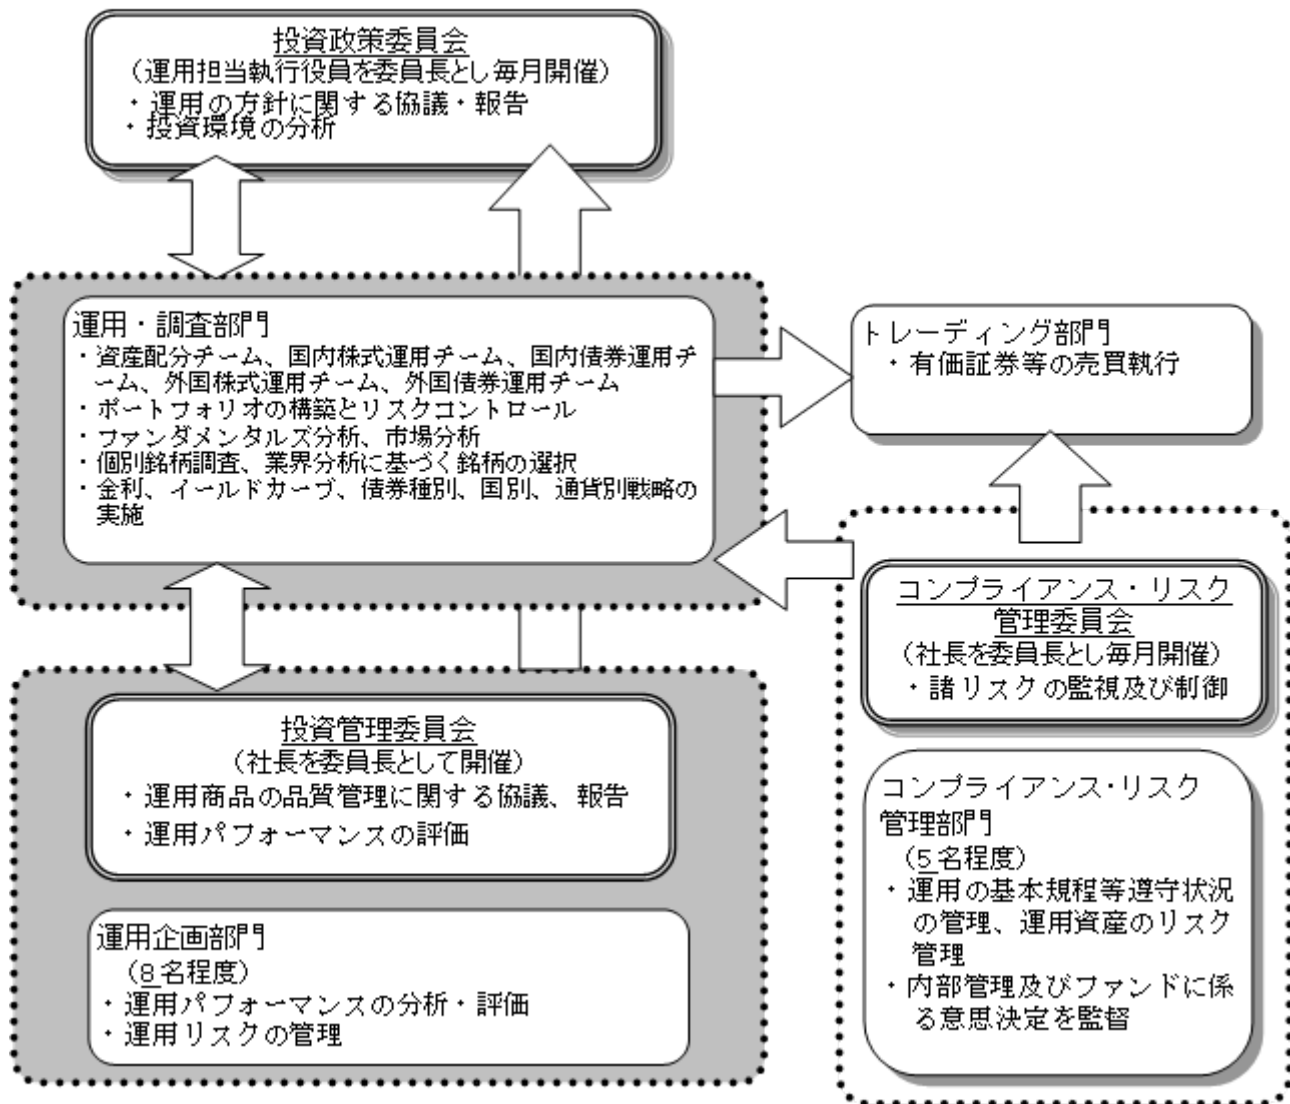 投資政策委員会
（運用担当執行役員を委員長とし毎月開催）
・運用の方針に関する協議・報告
・投資環境の分析
運用・調査部門
・資産配分チーム、国内株式運用チーム、国内債券運用チ
ーム、外国株式運用チーム、外国債券運用チーム
・ポートフォリオの構築とリスクコントロール
・ファンダメンタルズ分析、市場分析
・個別銘柄調査、業界分析に基づく銘柄の選択
・金利、イールドカーブ、債券種別、国別、通貨別戦略の
実施
トレーディング部門
・有価証券等の売買執行
コンプライアンス・リスク
管理委員会
（社長を委員長とし毎月開催）
・諸リスクの監視及び制御
投資管理委員会
（社長を委員長として開催）
・運用商品の品質管理に関する協議、報告
・運用パフォーマンスの評価
運用企画部門
（8名程度）
・運用パフォーマンスの分析・評価
・運用リスクの管理
コンプライアンス・リスク
管理部門
（5名程度）
・運用の基本規程等遵守状況
の管理、運用資産のリスク
管理
・内部管理及びファンドに係
る意思決定を監督